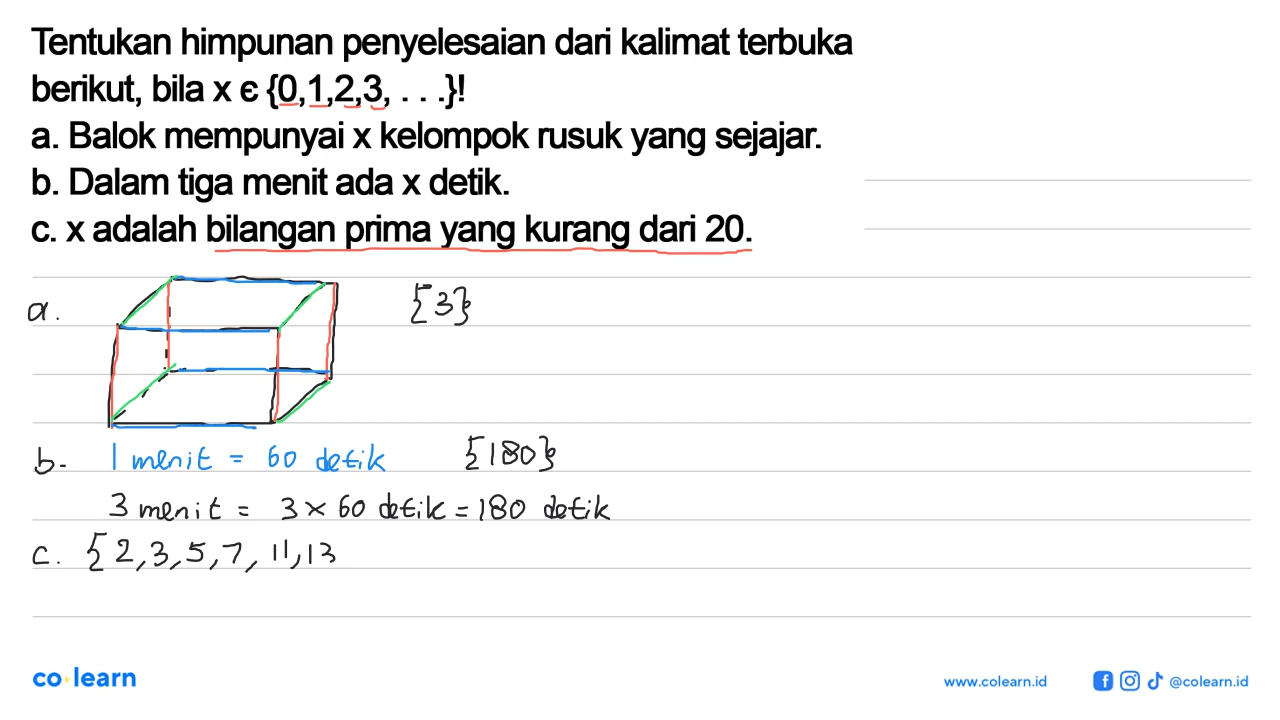 Tentukan himpunan penyelesaian dari kalimat terbuka
berikut, bila x ϵ {0,1,2,3, . . .}!
a. Balok mempunyai x kelompok rusuk yang sejajar.
b. Dalam tiga menit ada x detik.
c. x adalah bilangan prima yang kurang dari 20.
a. {3}
b. 1 menit = 60 detik {180}
3 menit = 3 × 60 detik = 180 detik
c. {2,3,5,7,11,13
co learn
www.colearn.id @colearn.id